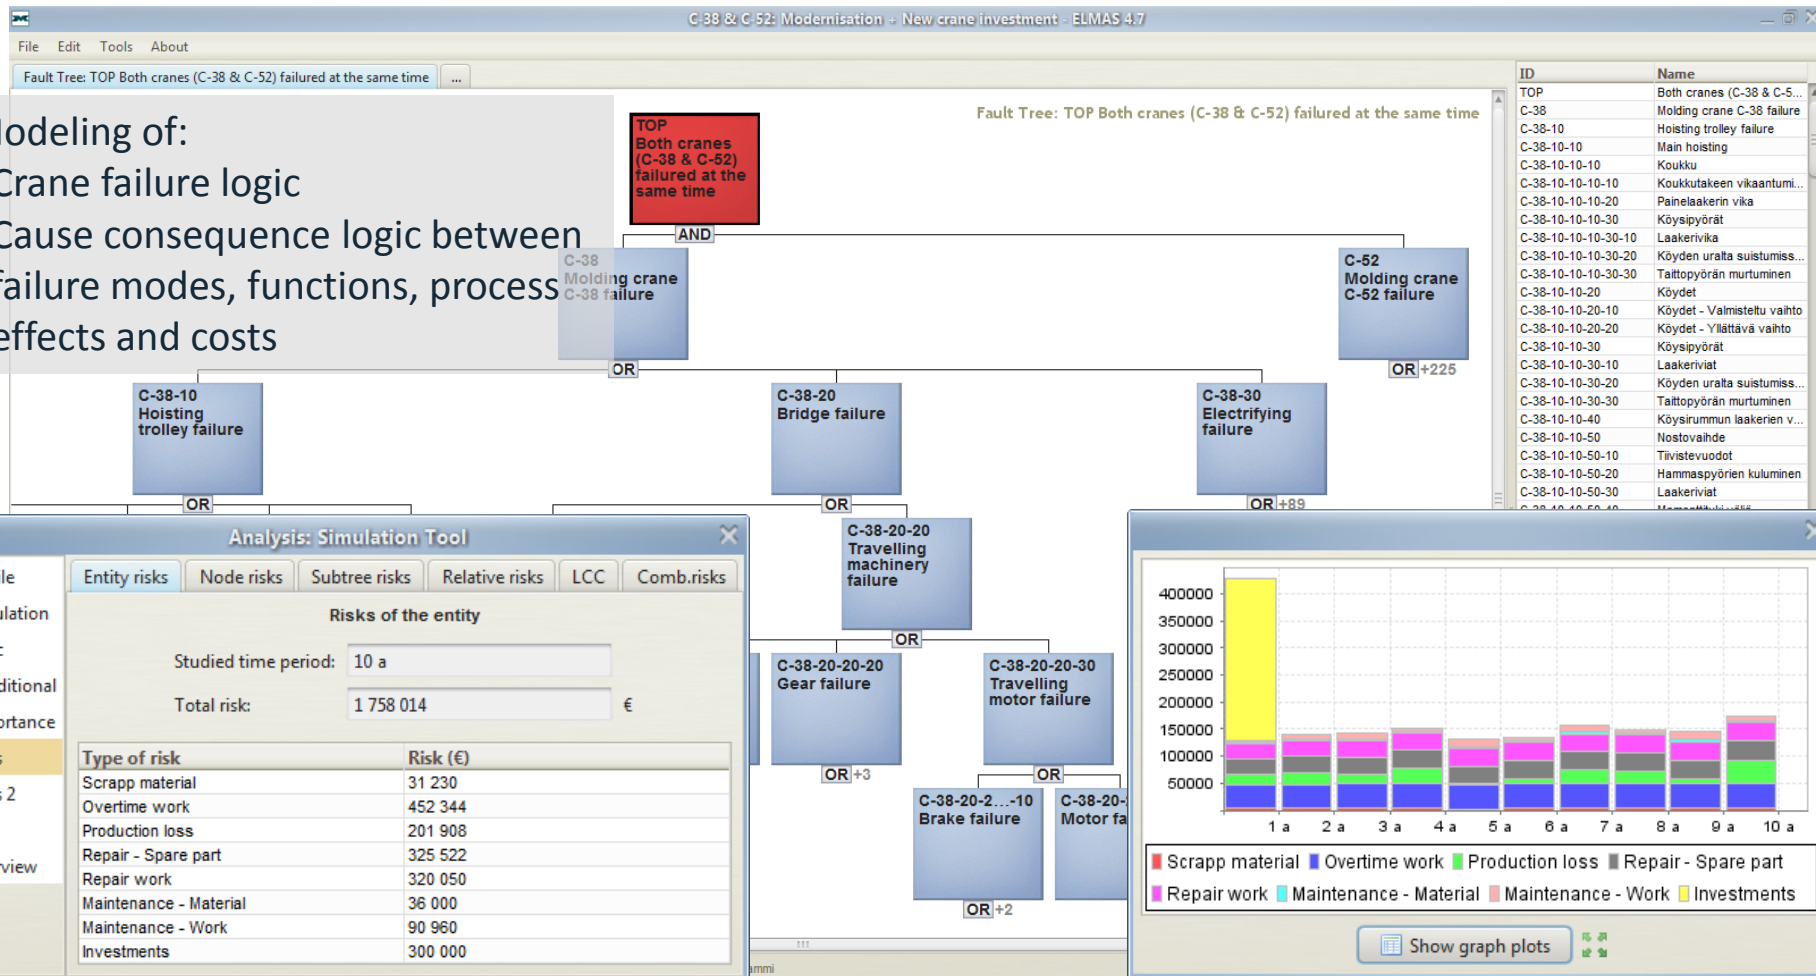 C-38 & C-52: Modernisation + New crane investment - ELMAS 4.7
File Edit Tools About
Fault Tree: TOP Both cranes (C-38 & C-52) failured at the same time ...
Fault Tree: TOP Both cranes (C-38 & C-52) failured at the same time
odeling of:
Crane failure logic
Cause consequence logic between
failure modes, functions, process
effects and costs
TOP
Both cranes
(C-38 & C-52)
failured at the
same time
AND
C-38
Molding crane
C-38 failure
OR
C-52
Molding crane
C-52 failure
OR +225
C-38-10
Hoisting
trolley failure
OR
C-38-20
Bridge failure
OR
C-38-30
Electrifying
failure
OR +89
C-38-20-20
Travelling
machinery
failure
OR
C-38-20-20-20
Gear failure
OR +3
C-38-20-20-30
Travelling
motor failure
OR
C-38-20-2...-10
Brake failure
OR +2
C-38-20-
Motor fa
ID Name
TOP Both cranes (C-38 & C-5...
C-38 Molding crane C-38 failure
C-38-10 Hoisting trolley failure
C-38-10-10 Main hoisting
C-38-10-10-10 Koukku
C-38-10-10-10-10 Koukkutakeen vikaantumi...
C-38-10-10-10-20 Painelaakerin vika
C-38-10-10-10-30 Köysipyörät
C-38-10-10-10-30-10 Laakerivika
C-38-10-10-10-30-20 Köyden uralta suistumiss...
C-38-10-10-10-30-30 Taittopyörän murtuminen
C-38-10-10-20 Köydet
C-38-10-10-20-10 Köydet - Valmisteltu vaihto
C-38-10-10-20-20 Köydet - Yllättävä vaihto
C-38-10-10-30 Köysipyörät
C-38-10-10-30-10 Laakeriviat
C-38-10-10-30-20 Köyden uralta suistumiss...
C-38-10-10-30-30 Taittopyörän murtuminen
C-38-10-10-40 Köysirummun laakerien v...
C-38-10-10-50 Nostovaihde
C-38-10-10-50-10 Tiivistevuodot
C-38-10-10-50-20 Hammaspyörien kuluminen
C-38-10-10-50-30 Laakeriviat
Analysis: Simulation Tool
Entity risks Node risks Subtree risks Relative risks LCC Comb.risks
Risks of the entity
Studied time period: 10 a
Total risk: 1 758 014 €
Type of risk Risk (€)
Scrapp material 31 230
Overtime work 452 344
Production loss 201 908
Repair - Spare part 325 522
Repair work 320 050
Maintenance - Material 36 000
Maintenance - Work 90 960
Investments 300 000
400000
350000
300000
250000
200000
150000
100000
50000
1 a 2 a 3 a 4 a 5 a 6 a 7 a 8 a 9 a 10 a
Scrapp material Overtime work Production loss Repair - Spare part
Repair work Maintenance - Material Maintenance - Work Investments
Show graph plots